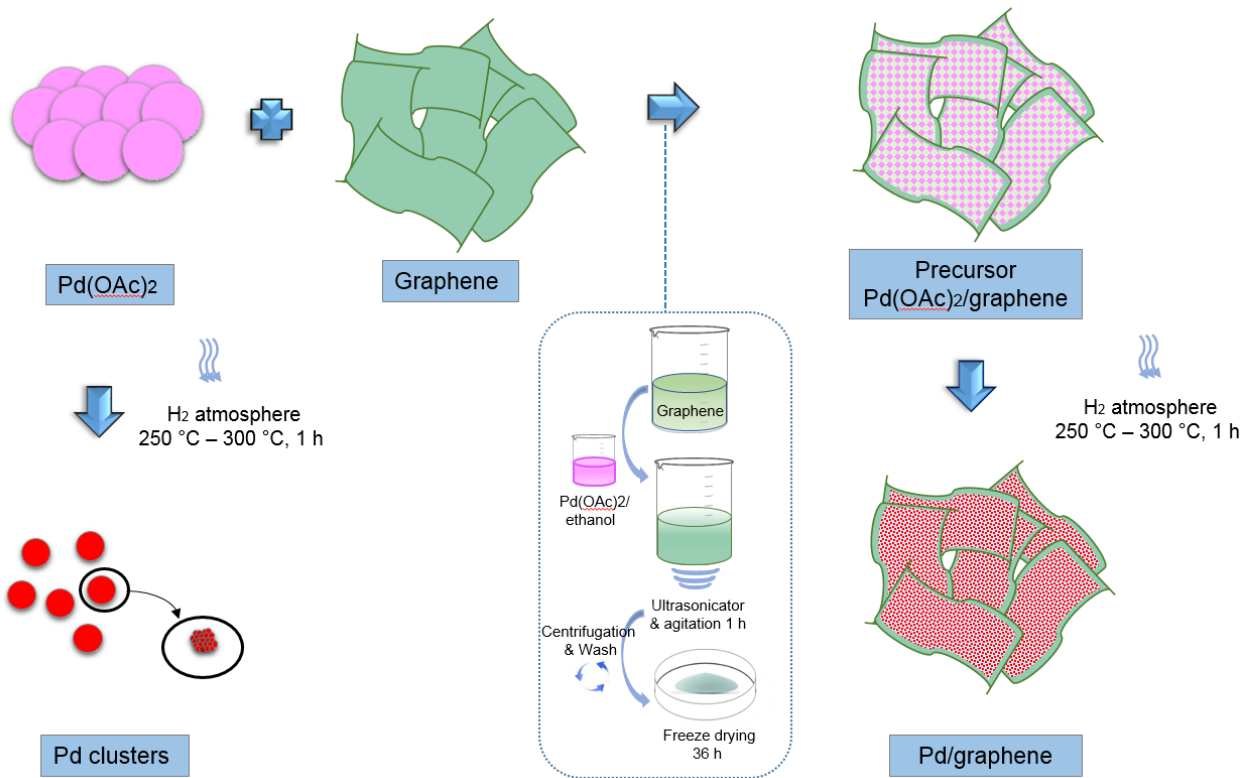 Pd(OAc)2
Graphene
Precursor
Pd(OAc)2/graphene
H2 atmosphere
250 °C – 300 °C, 1 h
Graphene
Pd(OAc)2/
ethanol
Ultrasonicator
& agitation 1 h
Centrifugation
& Wash
Freeze drying
36 h
H2 atmosphere
250 °C – 300 °C, 1 h
Pd clusters
Pd/graphene